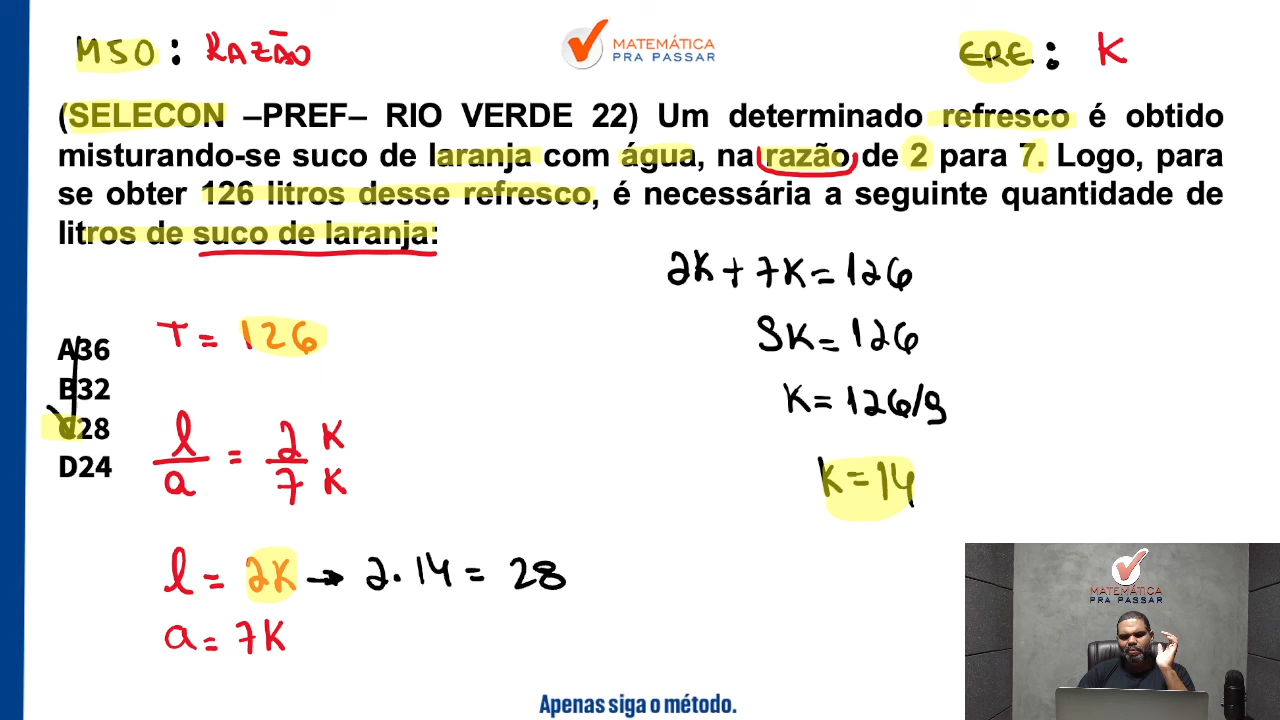 MSO: RAZÃO
MATEMÁTICA
PRA PASSAR
ERE: K
(SELECON –PREF– RIO VERDE 22) Um determinado refresco é obtido
misturando-se suco de laranja com água, na razão de 2 para 7. Logo, para
se obter 126 litros desse refresco, é necessária a seguinte quantidade de
litros de suco de laranja:
2K + 7K = 126
9K = 126
K = 126/9
K = 14
A36
B32
C28
D24
T = 126
l/a = 2K/7K
l = 2K → 2.14 = 28
a = 7K
MATEMÁTICA
PRA PASSAR
Apenas siga o método.